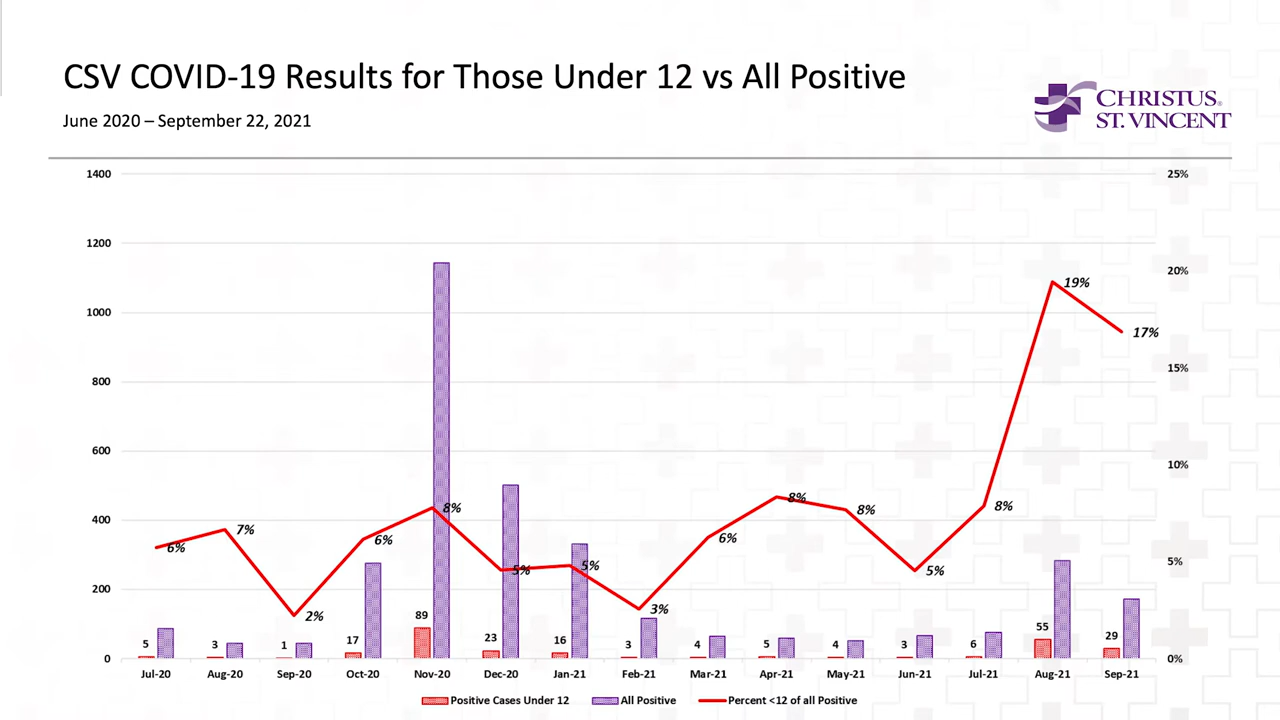 CSV COVID-19 Results for Those Under 12 vs All Positive
June 2020 – September 22, 2021
CHRISTUS®
ST. VINCENT
1400 25%
1200
20%
1000
800 15%
600
10%
400
5%
200
0 0%
19%
17%
6% 7% 2% 6% 8% 5% 5% 3% 6% 8% 8% 5% 8%
5 3 1 17 89 23 16 3 4 5 4 3 6 55 29
Jul-20 Aug-20 Sep-20 Oct-20 Nov-20 Dec-20 Jan-21 Feb-21 Mar-21 Apr-21 May-21 Jun-21 Jul-21 Aug-21 Sep-21
Positive Cases Under 12 All Positive Percent <12 of all Positive